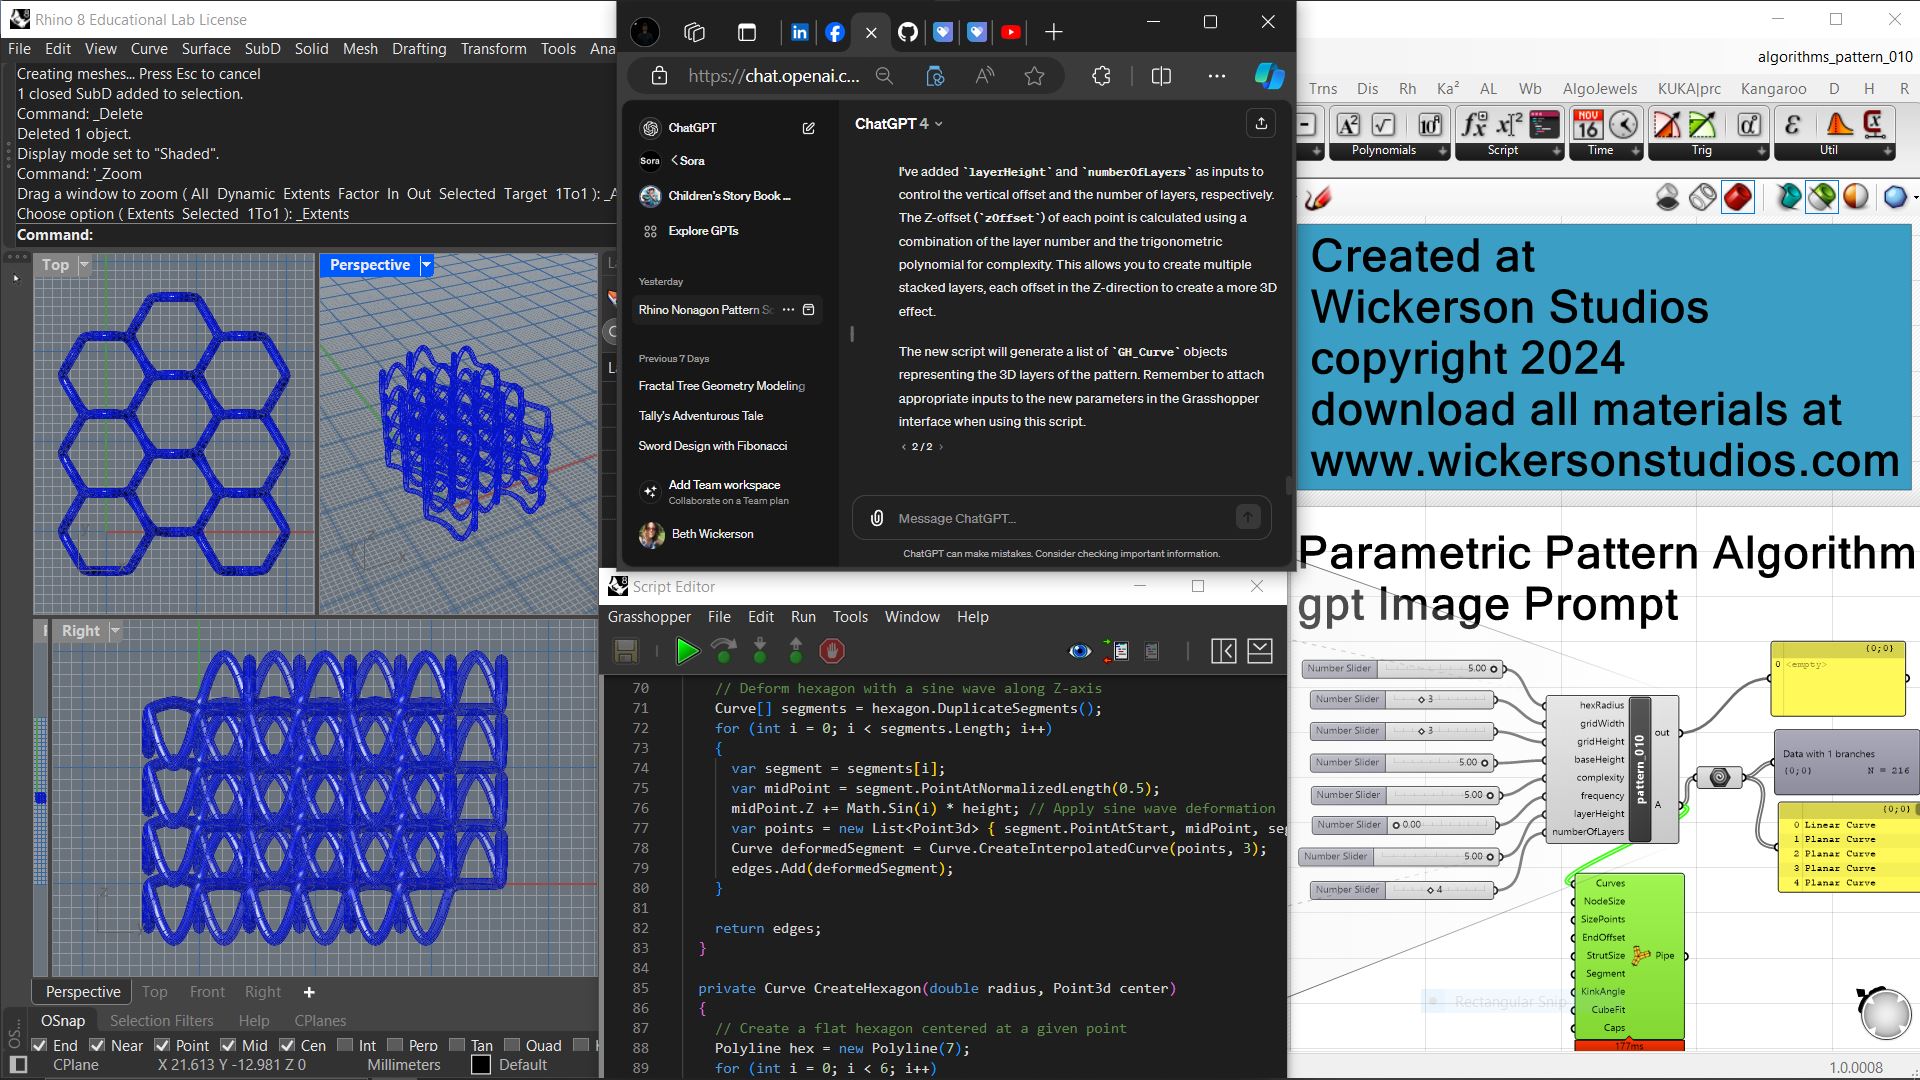 Rhino 8 Educational Lab License
File Edit View Curve Surface SubD Solid Mesh Drafting Transform Tools Ana
Creating meshes... Press Esc to cancel
1 closed SubD added to selection.
Command: _Delete
Deleted 1 object.
Display mode set to "Shaded".
Command: '_Zoom
Drag a window to zoom ( All Dynamic Extents Factor In Out Selected Target 1To1 ): _A
Choose option ( Extents Selected 1To1 ): _Extents
Command:
Top
Perspective
Right
Perspective Top Front Right +
OSnap Selection Filters Help CPlanes
End Near Point Mid Cen Int Perp Tan Quad
CPlane X 21.613 Y -12.981 Z 0 Millimeters Default
https://chat.openai.c...
ChatGPT
Sora
Sora
Children's Story Book ...
Explore GPTs
Yesterday
Rhino Nonagon Pattern Sc
Previous 7 Days
Fractal Tree Geometry Modeling
Tally's Adventurous Tale
Sword Design with Fibonacci
Add Team workspace
Collaborate on a Team plan
Beth Wickerson
ChatGPT 4
I've added `layerHeight` and `numberOfLayers` as inputs to
control the vertical offset and the number of layers, respectively.
The Z-offset (`zOffset`) of each point is calculated using a
combination of the layer number and the trigonometric
polynomial for complexity. This allows you to create multiple
stacked layers, each offset in the Z-direction to create a more 3D
effect.
The new script will generate a list of `GH_Curve` objects
representing the 3D layers of the pattern. Remember to attach
appropriate inputs to the new parameters in the Grasshopper
interface when using this script.
< 2/2 >
Message ChatGPT...
ChatGPT can make mistakes. Consider checking important information.
Script Editor
Grasshopper File Edit Run Tools Window Help
70 // Deform hexagon with a sine wave along Z-axis
71 Curve[] segments = hexagon.DuplicateSegments();
72 for (int i = 0; i < segments.Length; i++)
73 {
74 var segment = segments[i];
75 var midPoint = segment.PointAtNormalizedLength(0.5);
76 midPoint.Z += Math.Sin(i) * height; // Apply sine wave deformation
77 var points = new List<Point3d> { segment.PointAtStart, midPoint, seg
78 Curve deformedSegment = Curve.CreateInterpolatedCurve(points, 3);
79 edges.Add(deformedSegment);
80 }
81
82 return edges;
83 }
84
85 private Curve CreateHexagon(double radius, Point3d center)
86 {
87 // Create a flat hexagon centered at a given point
88 Polyline hex = new Polyline(7);
89 for (int i = 0; i < 6; i++)
algorithms_pattern_010
Trns Dis Rh Ka² AL Wb AlgoJewels KUKA|prc Kangaroo D H R
Polynomials Script Time Trig Util
Created at
Wickerson Studios
copyright 2024
download all materials at
www.wickersonstudios.com
Parametric Pattern Algorithm
gpt Image Prompt
Number Slider 5.00
Number Slider 3
Number Slider 3
Number Slider 5.00
Number Slider 5.00
Number Slider 0.00
Number Slider 5.00
Number Slider 4
hexRadius
gridWidth
gridHeight
baseHeight
complexity
frequency
layerHeight
numberOfLayers
pattern_010
out
A
{0;0}
0 <empty>
Data with 1 branches
{0;0} N = 216
{0;0}
0 Linear Curve
1 Planar Curve
2 Planar Curve
3 Planar Curve
4 Planar Curve
Curves
NodeSize
SizePoints
EndOffset
StrutSize
Segment
KinkAngle
CubeFit
Caps
Pipe
177ms
Rectangular Snip
1.0.0008